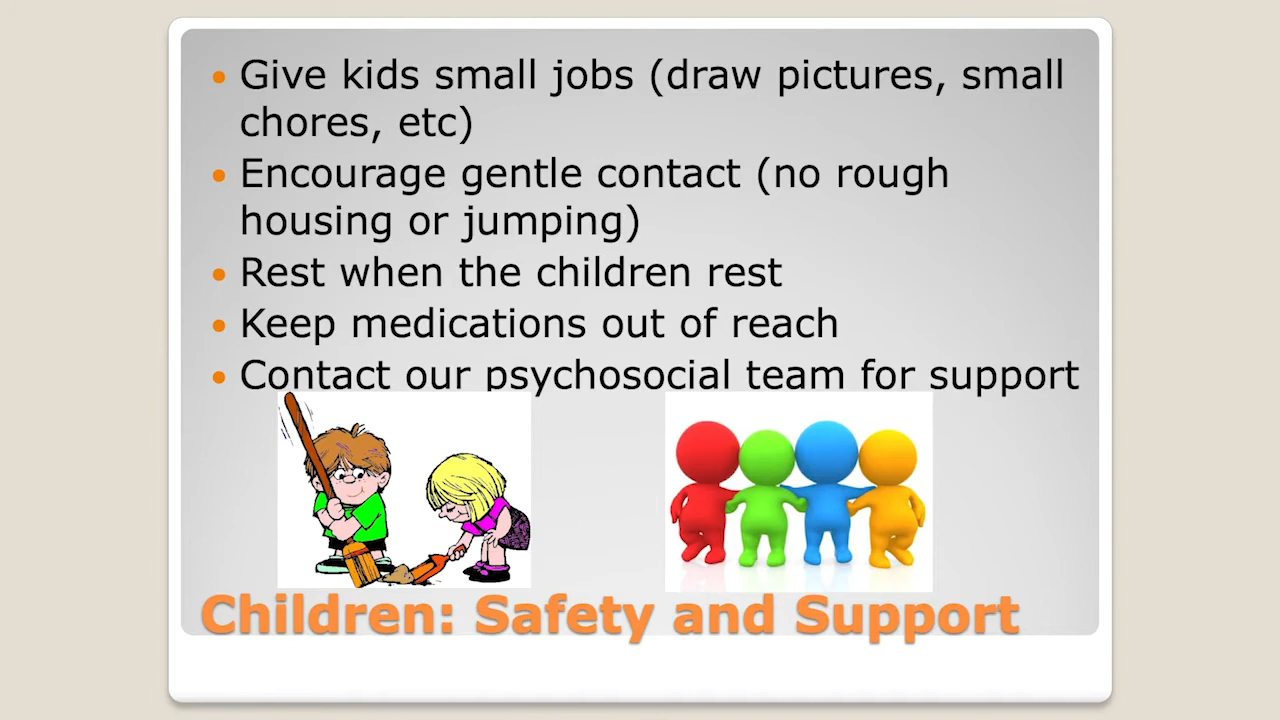 Give kids small jobs (draw pictures, small
chores, etc)
Encourage gentle contact (no rough
housing or jumping)
Rest when the children rest
Keep medications out of reach
Contact our psychosocial team for support
Children: Safety and Support